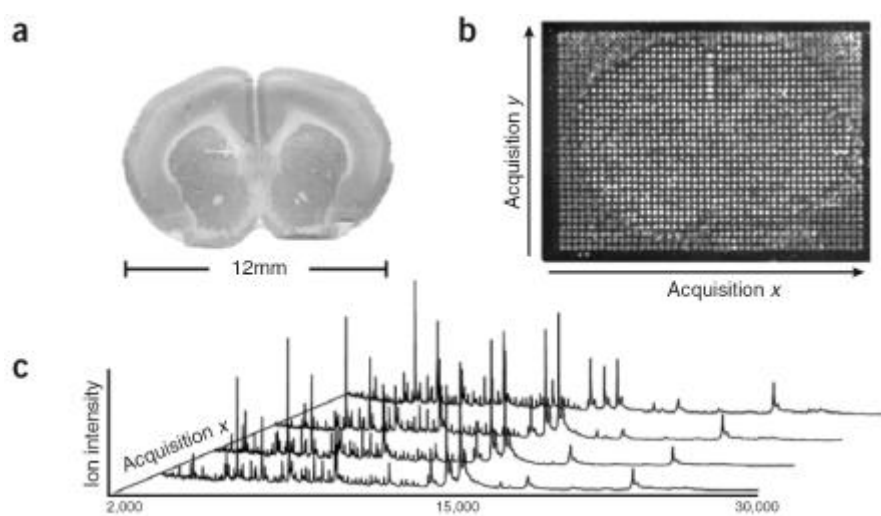 a
12mm
b
Acquisition y
Acquisition x
c
Ion intensity
Acquisition x
2,000
15,000
30,000